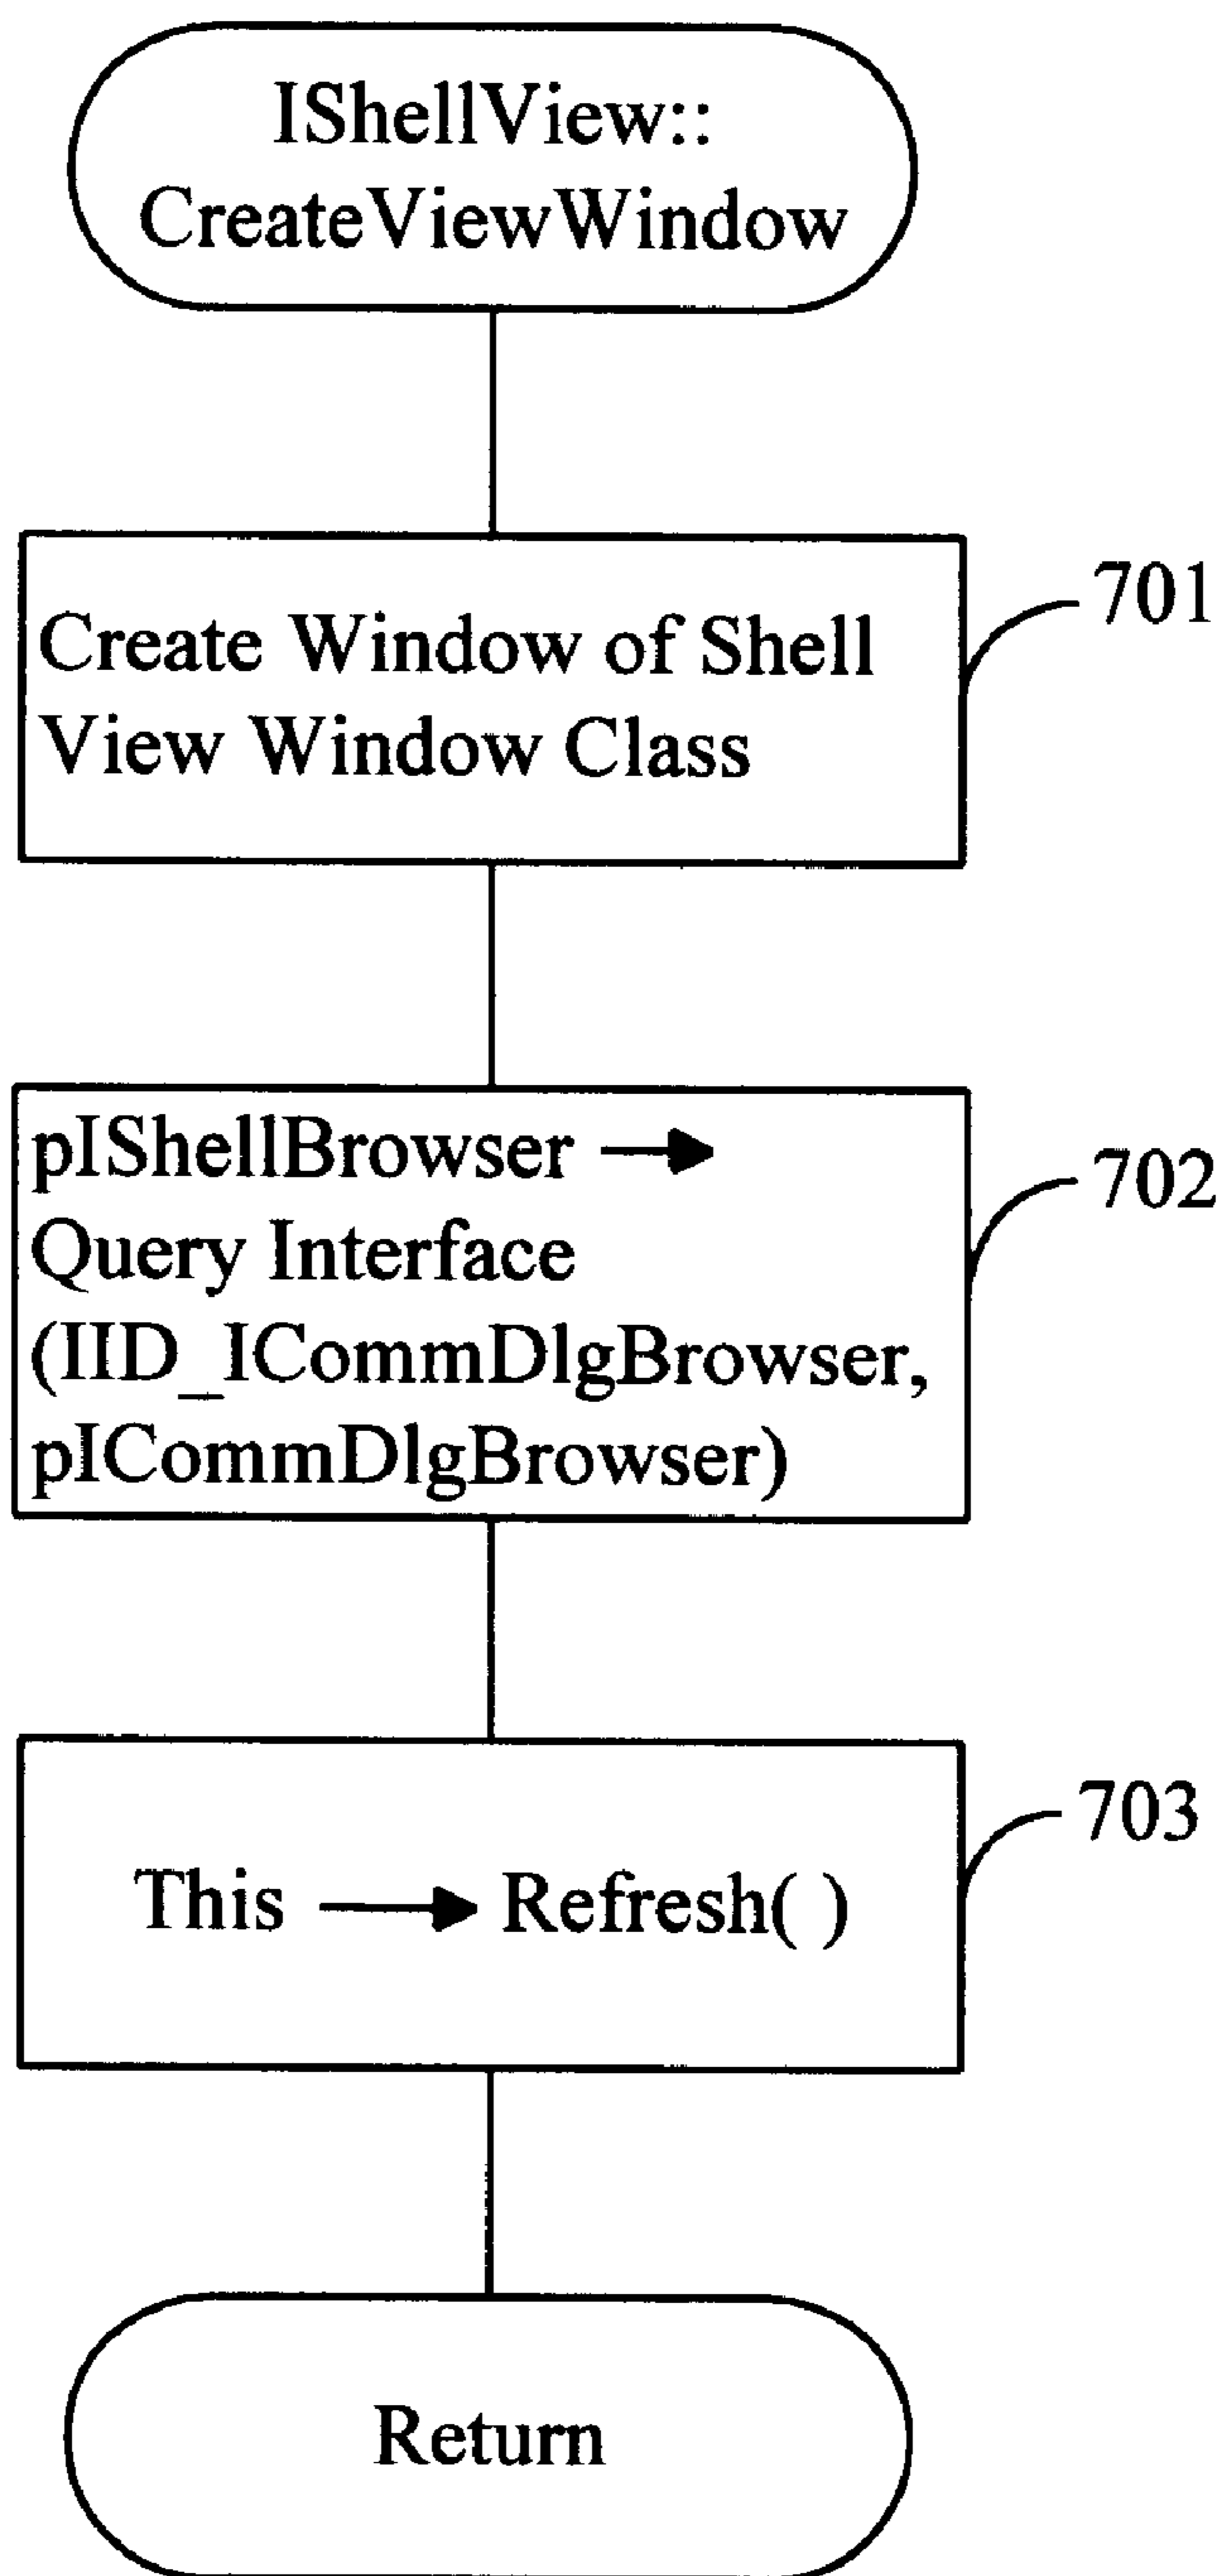 IShellView::
CreateViewWindow
Create Window of Shell
View Window Class
701
pIShellBrowser →
Query Interface
(IID_ICommDlgBrowser,
pICommDlgBrowser)
702
This → Refresh( )
703
Return